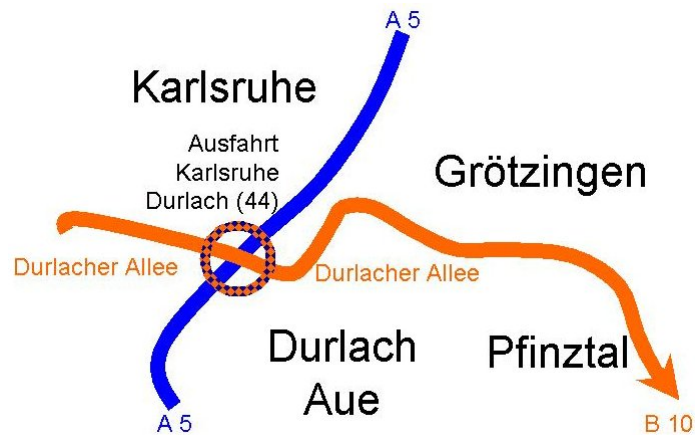 A 5
Karlsruhe
Ausfahrt
Karlsruhe
Durlach (44)
Grötzingen
Durlacher Allee
Durlacher Allee
Durlach
Aue
Pfinztal
A 5
B 10